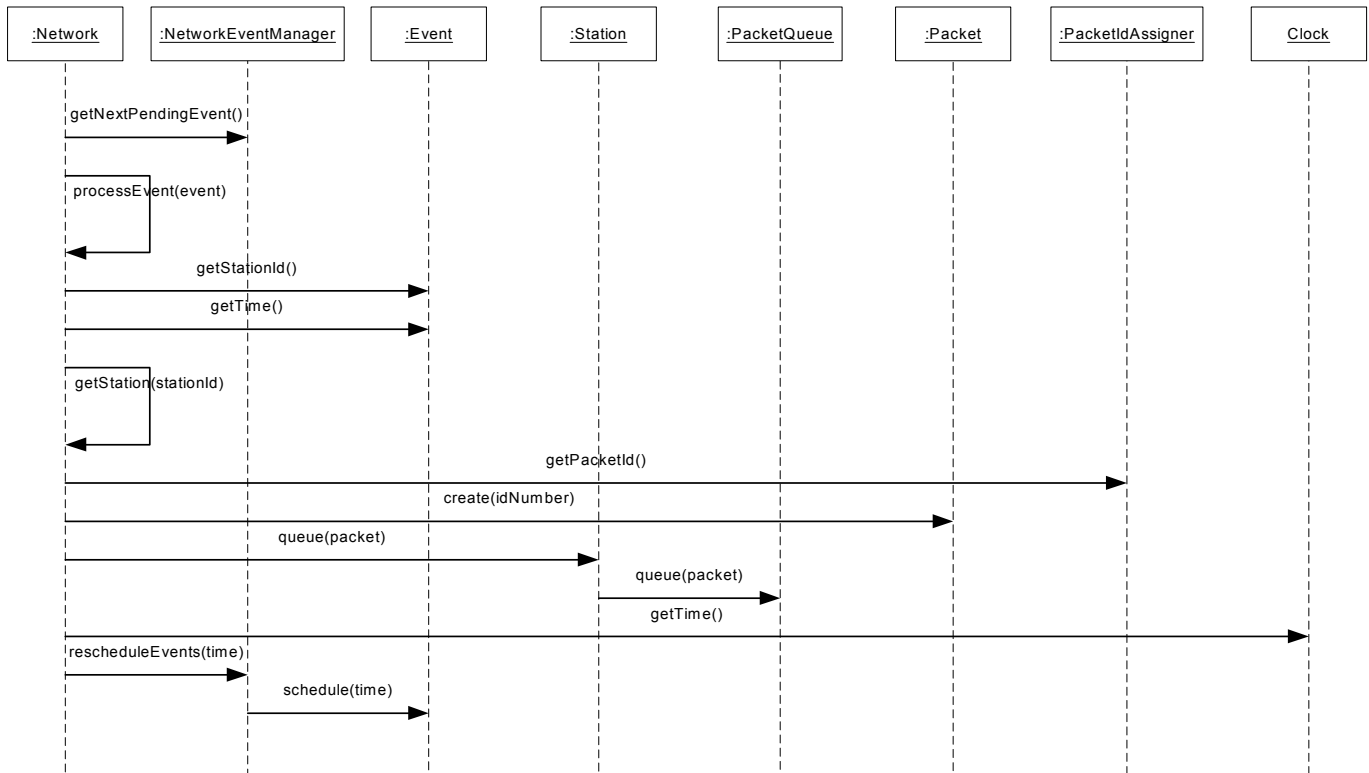 :Network
:NetworkEventManager
:Event
:Station
:PacketQueue
:Packet
:PacketIdAssigner
Clock
getNextPendingEvent()
processEvent(event)
getStationId()
getTime()
getStation(stationId)
getPacketId()
create(idNumber)
queue(packet)
queue(packet)
getTime()
rescheduleEvents(time)
schedule(time)